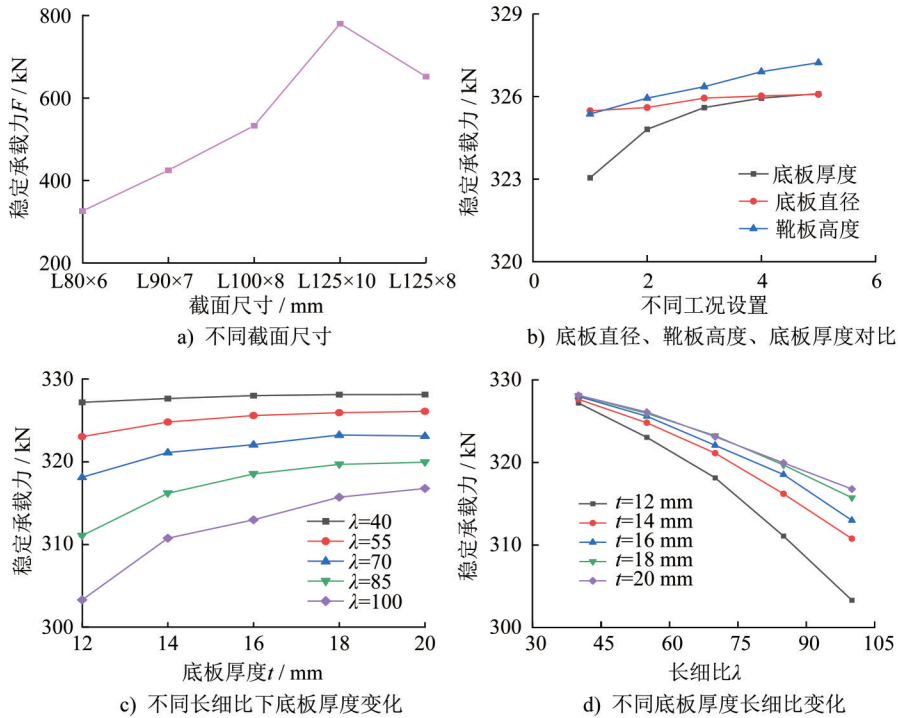 800
600
400
200
稳定承载力F / kN
L80×6 L90×7 L100×8 L125×10 L125×8
截面尺寸 / mm
a) 不同截面尺寸
329
326
323
320
稳定承载力 / kN
底板厚度
底板直径
靴板高度
0 2 4 6
不同工况设置
b) 底板直径、靴板高度、底板厚度对比
330
320
310
300
稳定承载力 / kN
λ=40
λ=55
λ=70
λ=85
λ=100
12 14 16 18 20
底板厚度t / mm
c) 不同长细比下底板厚度变化
330
320
310
300
稳定承载力 / kN
t=12 mm
t=14 mm
t=16 mm
t=18 mm
t=20 mm
30 45 60 75 90 105
长细比λ
d) 不同底板厚度长细比变化